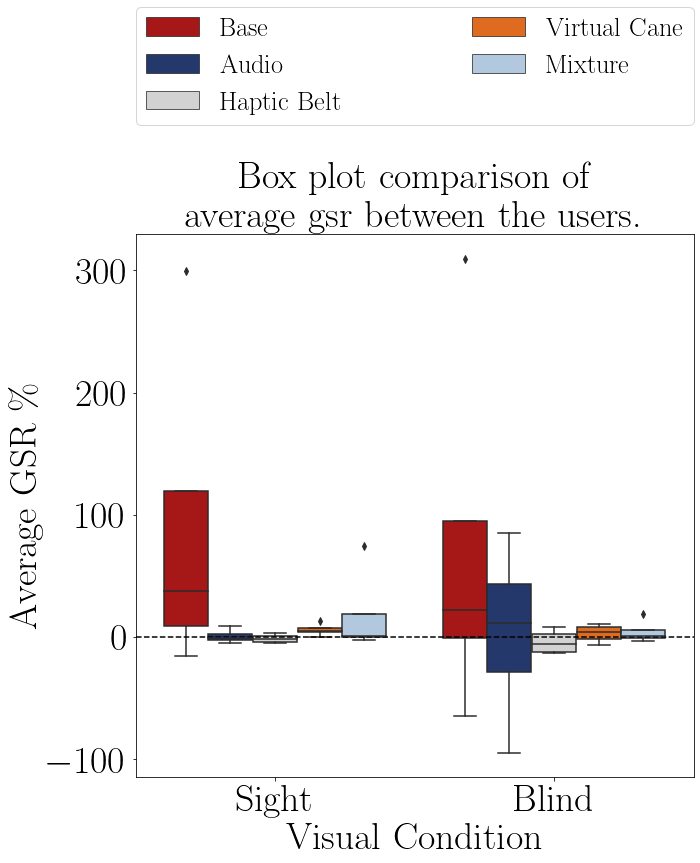 Base
Audio
Haptic Belt
Virtual Cane
Mixture
Box plot comparison of
average gsr between the users.
Average GSR %
300
200
100
0
−100
Sight
Blind
Visual Condition